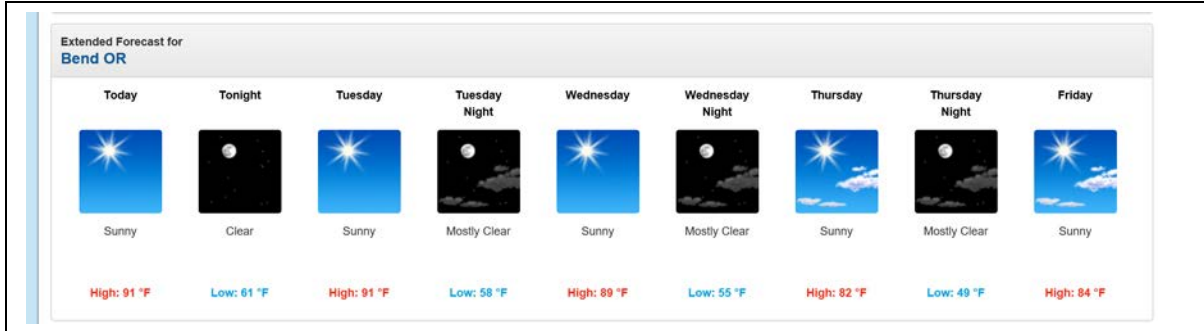 Extended Forecast for
Bend OR
Today Tonight Tuesday Tuesday Wednesday Wednesday Thursday Thursday Friday
Night Night Night
Sunny Clear Sunny Mostly Clear Sunny Mostly Clear Sunny Mostly Clear Sunny
High: 91 °F Low: 61 °F High: 91 °F Low: 58 °F High: 89 °F Low: 55 °F High: 82 °F Low: 49 °F High: 84 °F